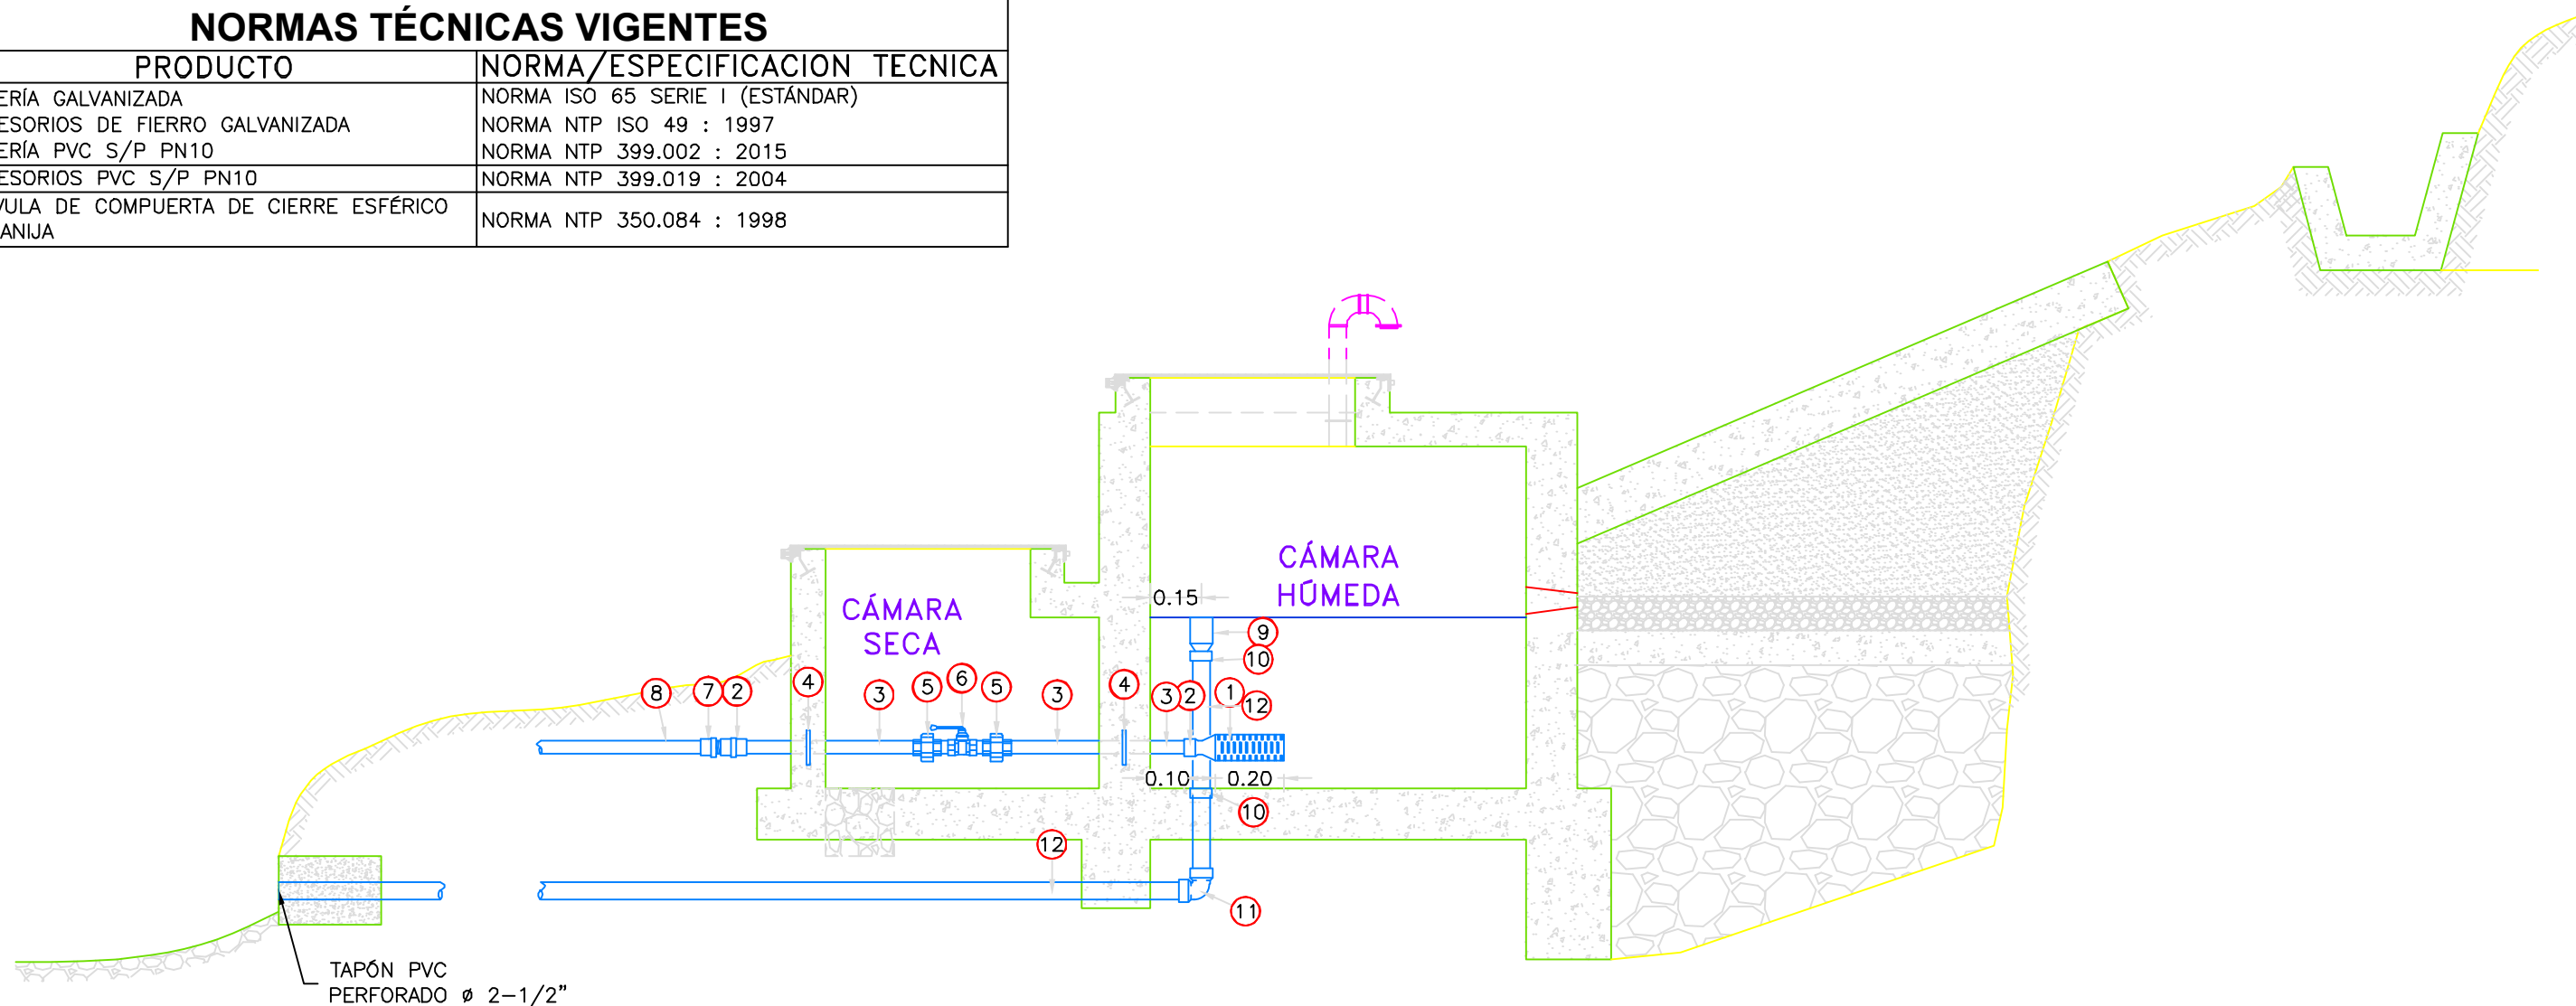 NORMAS TÉCNICAS VIGENTES
PRODUCTO NORMA/ESPECIFICACION TECNICA
ERÍA GALVANIZADA NORMA ISO 65 SERIE I (ESTÁNDAR)
ESORIOS DE FIERRO GALVANIZADA NORMA NTP ISO 49 : 1997
ERÍA PVC S/P PN10 NORMA NTP 399.002 : 2015
ESORIOS PVC S/P PN10 NORMA NTP 399.019 : 2004
VULA DE COMPUERTA DE CIERRE ESFÉRICO
ANIJA NORMA NTP 350.084 : 1998
CÁMARA
HÚMEDA
0.15
CÁMARA
SECA
9
10
8 7 2 4 3 5 6 5 3 4 3 2 1
12
0.10 0.20
10
12
11
TAPÓN PVC
PERFORADO ø 2-1/2"